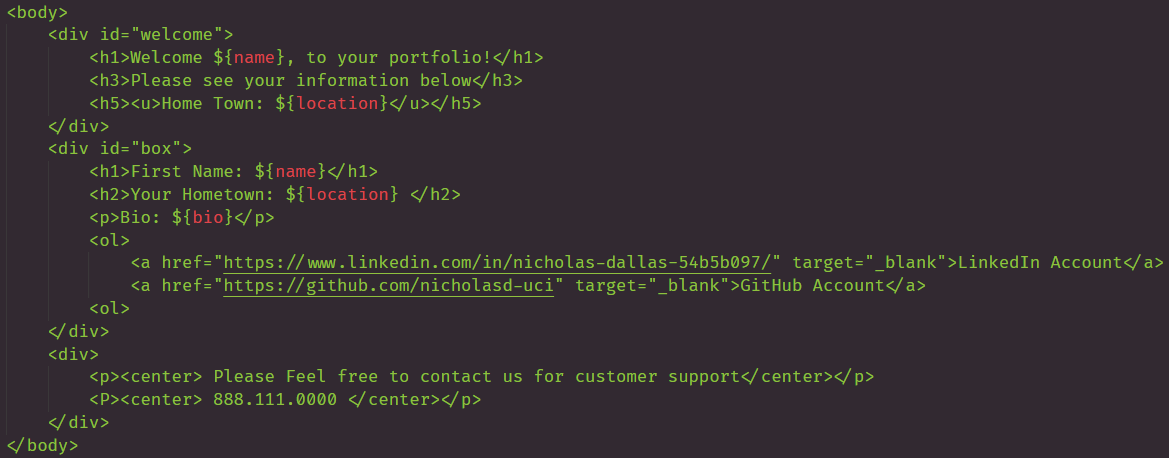 <body>
<div id="welcome">
<h1>Welcome ${name}, to your portfolio!</h1>
<h3>Please see your information below</h3>
<h5><u>Home Town: ${location}</u></h5>
</div>
<div id="box">
<h1>First Name: ${name}</h1>
<h2>Your Hometown: ${location} </h2>
<p>Bio: ${bio}</p>
<ol>
<a href="https://www.linkedin.com/in/nicholas-dallas-54b5b097/" target="_blank">LinkedIn Account</a>
<a href="https://github.com/nicholasd-uci" target="_blank">GitHub Account</a>
<ol>
</div>
<div>
<p><center> Please Feel free to contact us for customer support</center></p>
<P><center> 888.111.0000 </center></p>
</div>
</body>